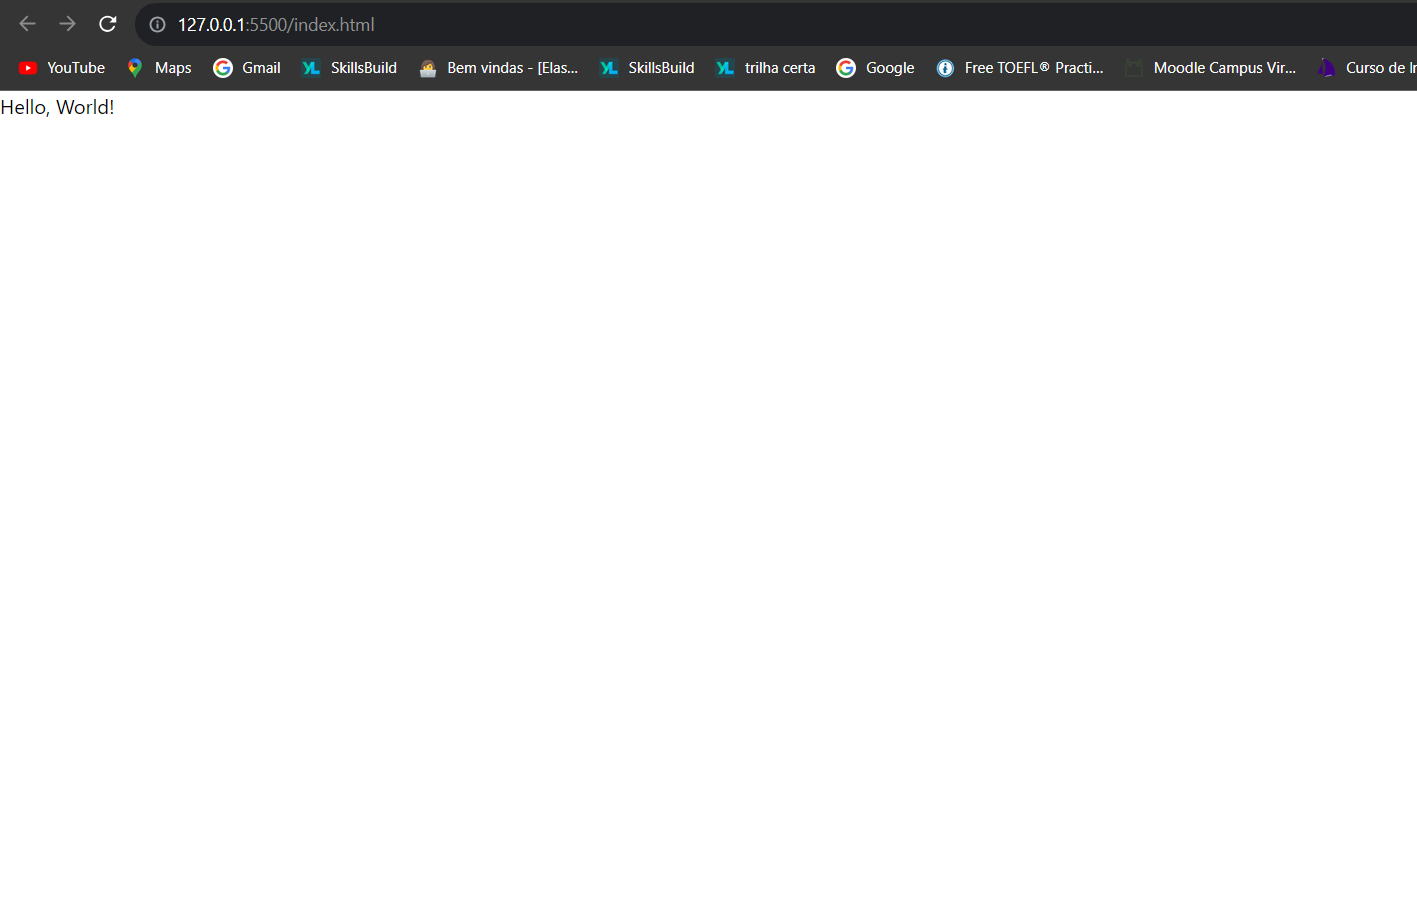 127.0.0.1:5500/index.html
YouTube Maps Gmail SkillsBuild Bem vindas - [Elas... SkillsBuild trilha certa Google Free TOEFL® Practi... Moodle Campus Vir... Curso de Ir
Hello, World!